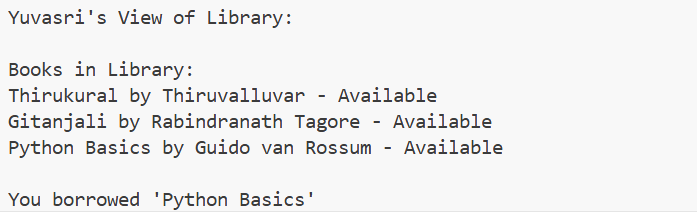 Yuvasri's View of Library:
Books in Library:
Thirukural by Thiruvalluvar - Available
Gitanjali by Rabindranath Tagore - Available
Python Basics by Guido van Rossum - Available
You borrowed 'Python Basics'